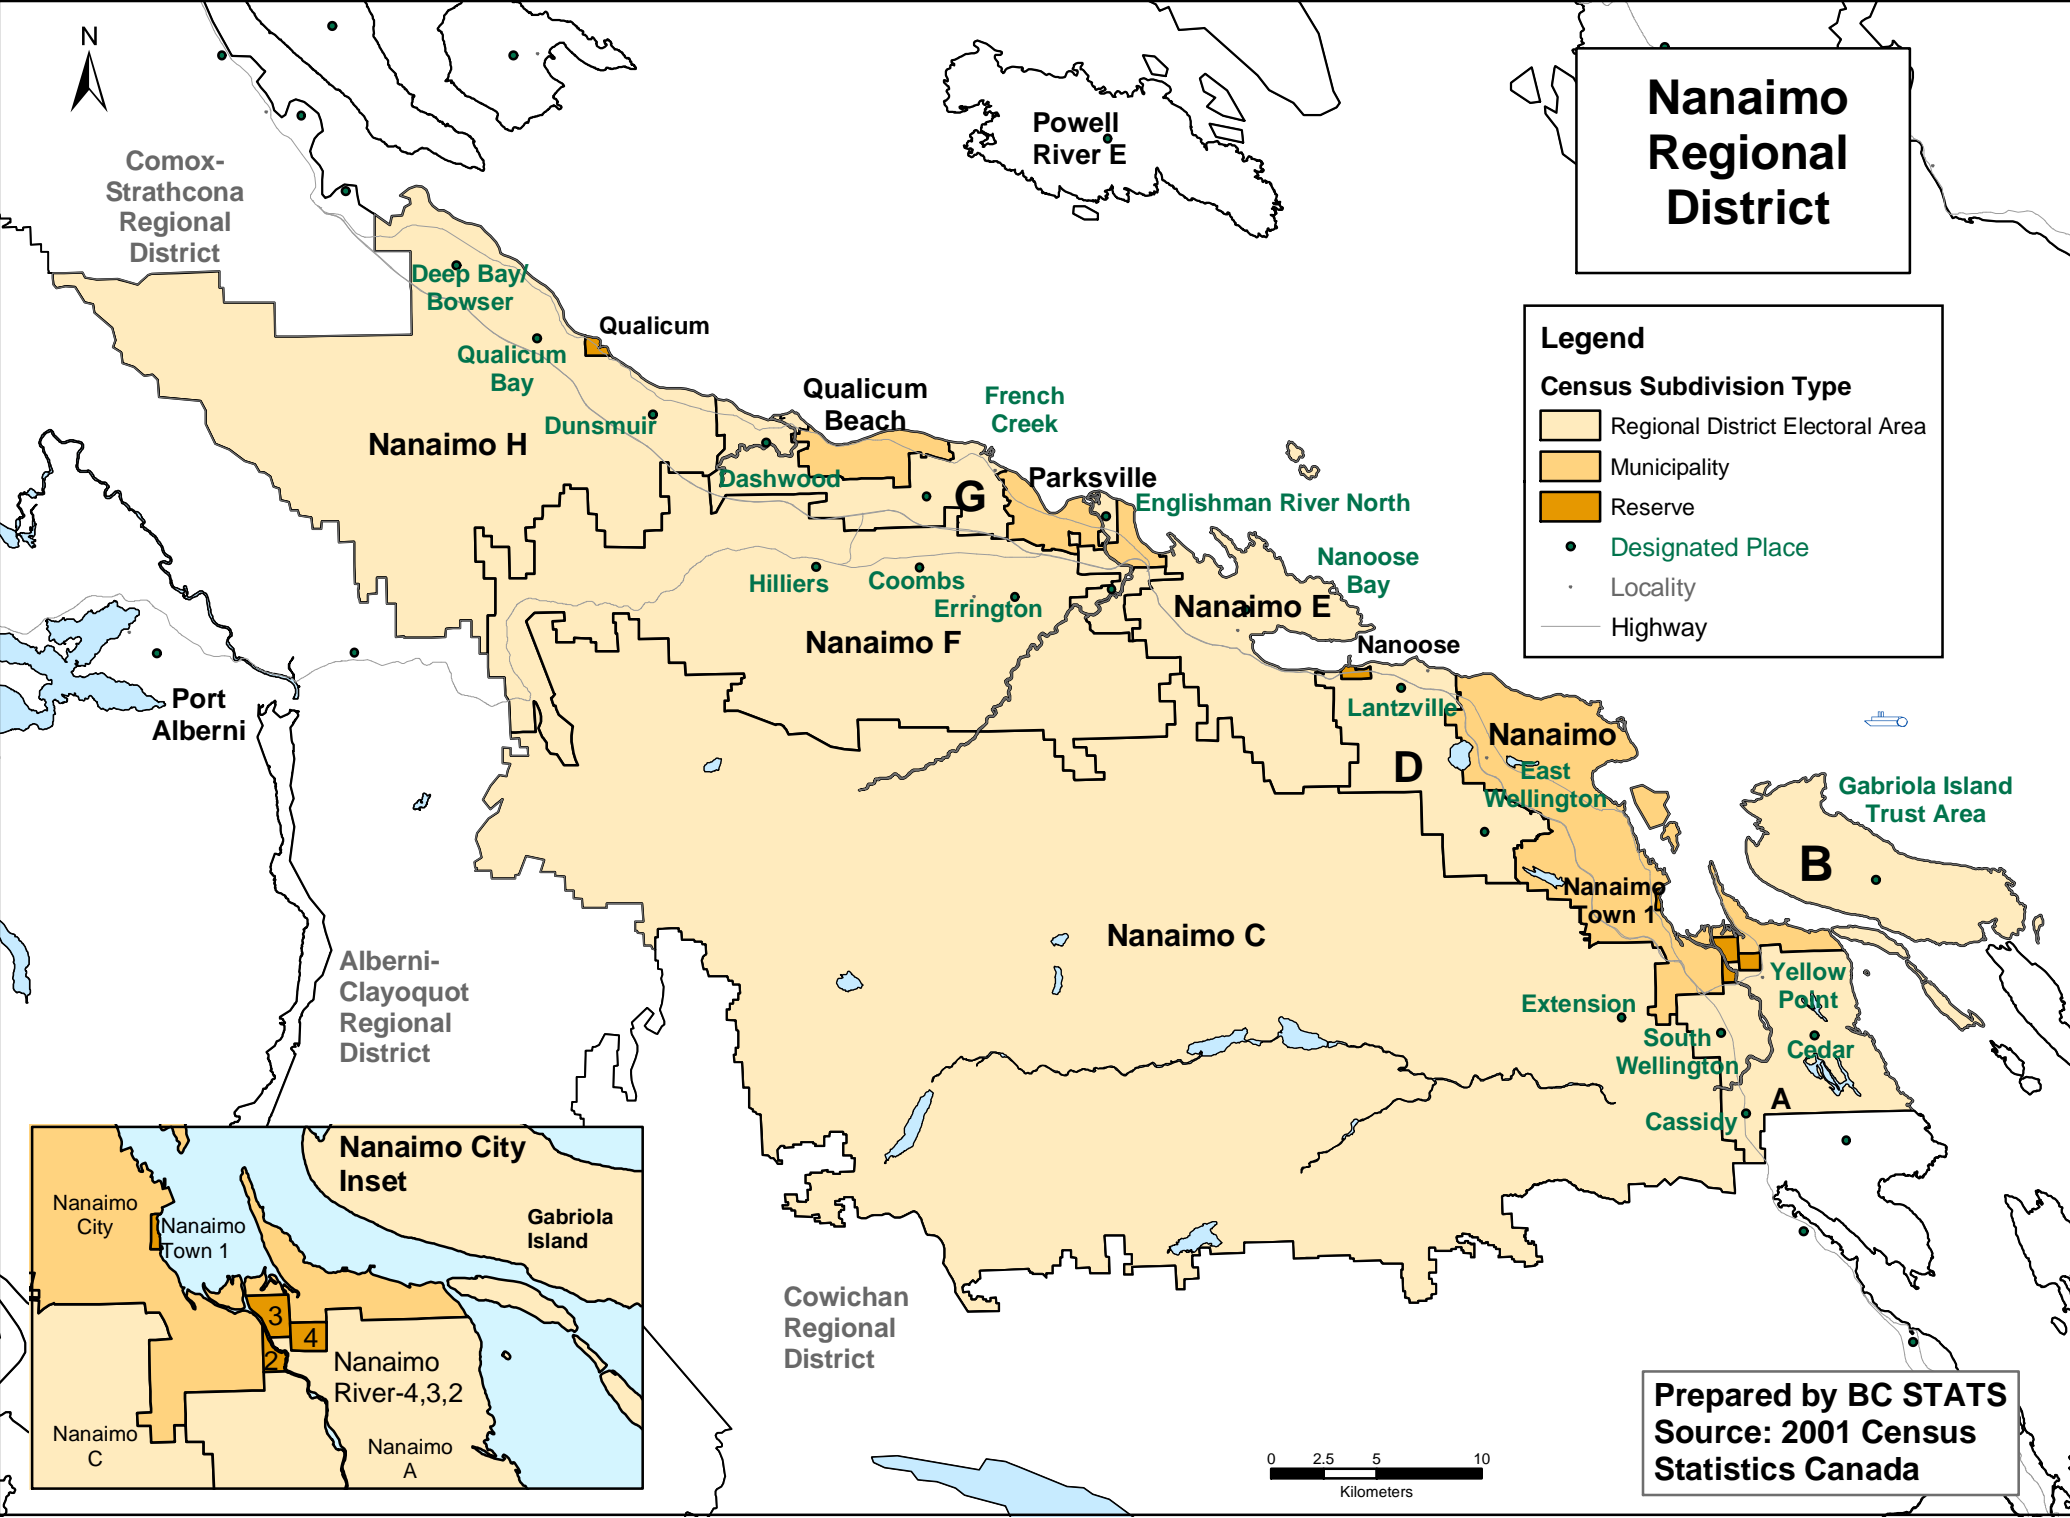 N
Nanaimo
Regional
District
Powell
River E
Comox-
Strathcona
Regional
District
Deep Bay/
Bowser
Qualicum
Qualicum
Bay
Dunsmuir
Nanaimo H
Qualicum
Beach
French
Creek
Dashwood
G
Parksville
Englishman River North
Nanoose
Bay
Hilliers
Coombs
Errington
Nanaimo E
Nanaimo F
Nanoose
Lantzville
Port
Alberni
Nanaimo
D
East
Wellington
Gabriola Island
Trust Area
B
Nanaimo
Town 1
Nanaimo C
Alberni-
Clayoquot
Regional
District
Yellow
Point
Extension
South
Wellington
Cedar
A
Cassidy
Cowichan
Regional
District
Legend
Census Subdivision Type
Regional District Electoral Area
Municipality
Reserve
Designated Place
Locality
Highway
Nanaimo City
Inset
Nanaimo
City
Nanaimo
Town 1
Gabriola
Island
3
4
2
Nanaimo
River-4,3,2
Nanaimo
C
Nanaimo
A
0 2.5 5 10
Kilometers
Prepared by BC STATS
Source: 2001 Census
Statistics Canada